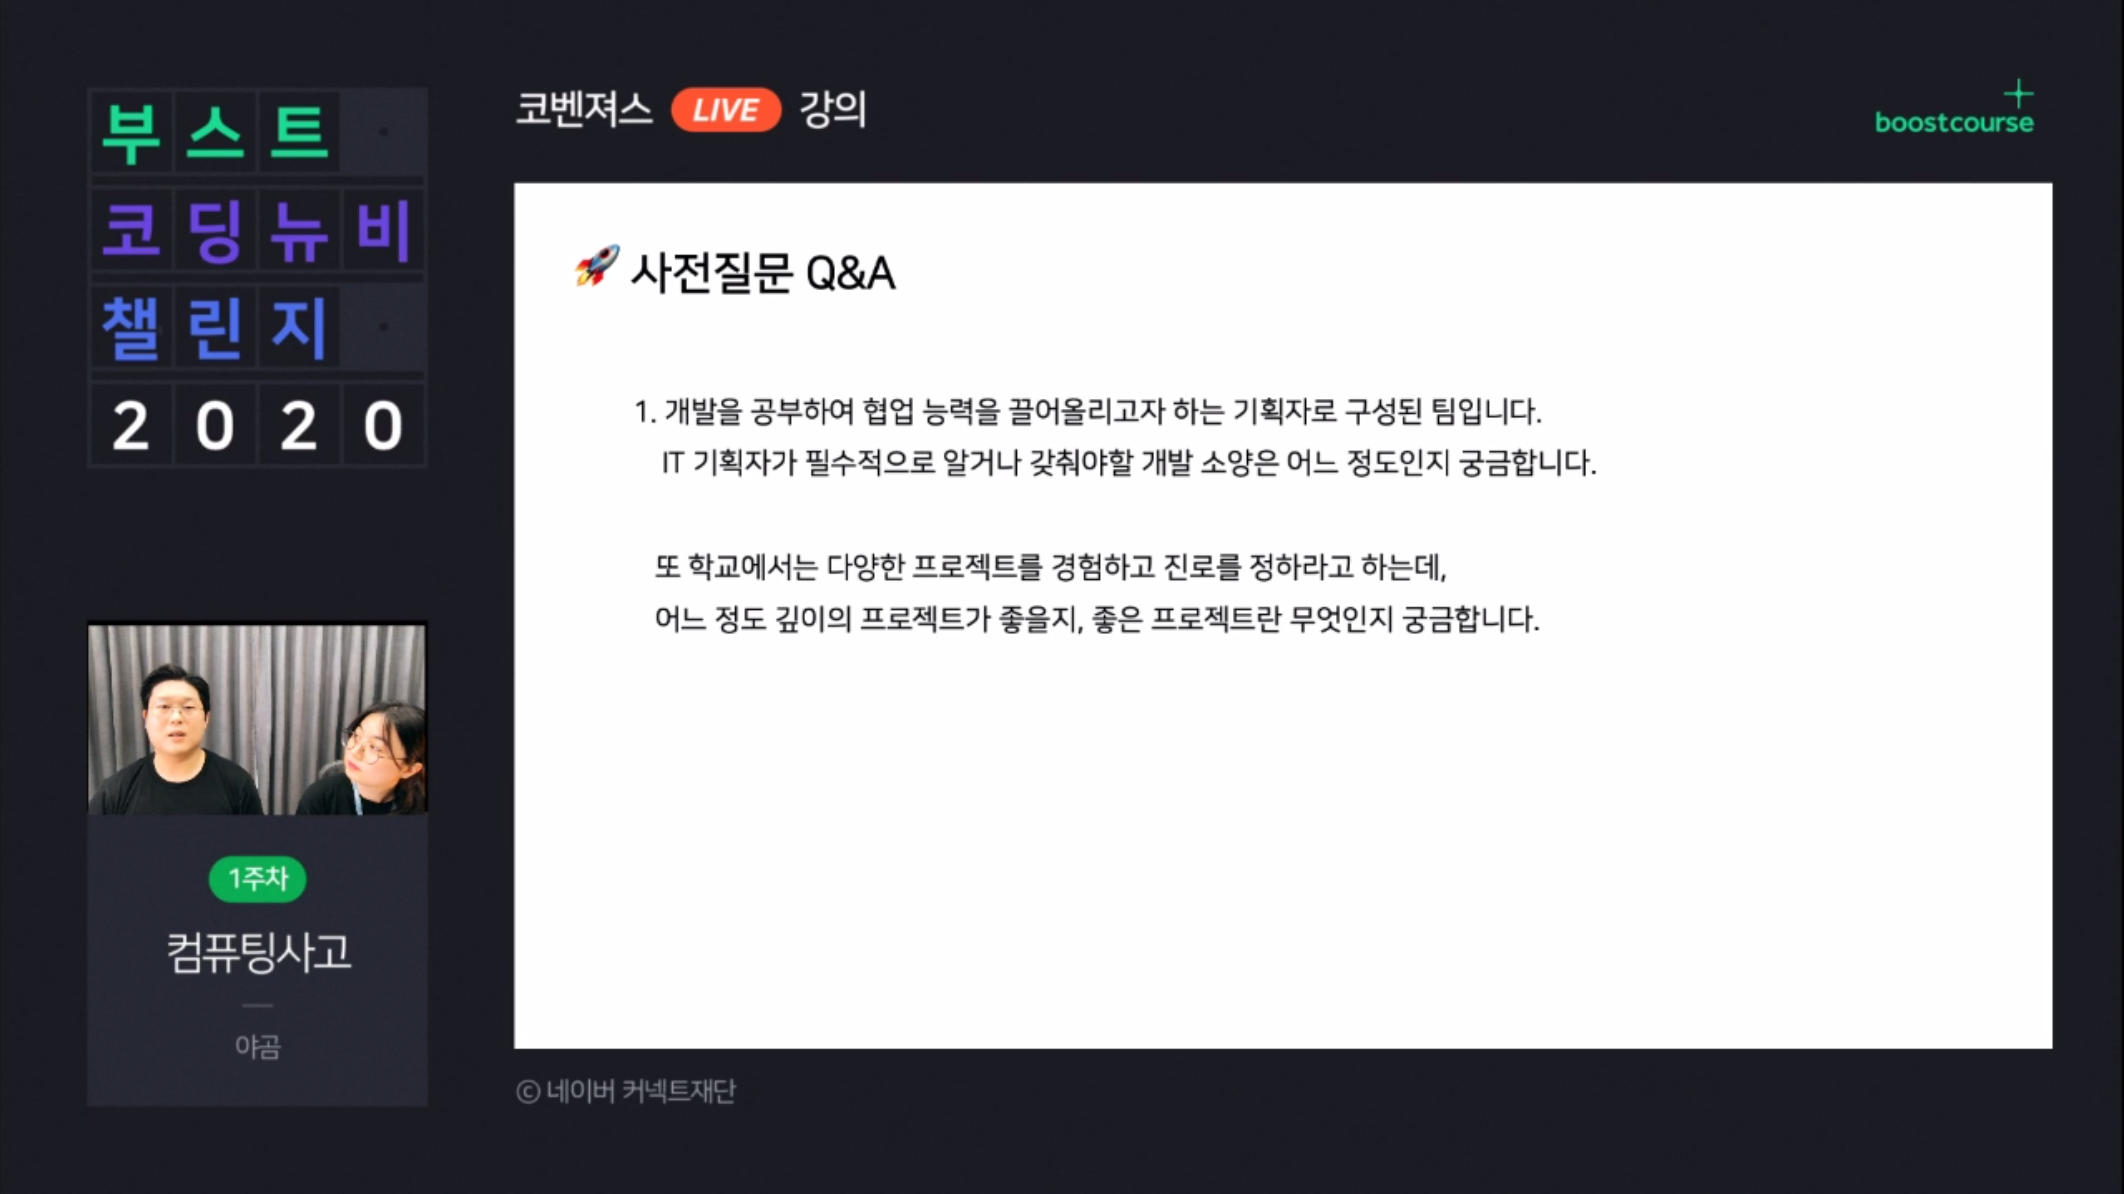 부스트
코딩뉴비
챌린지
2020
코벤져스 LIVE 강의
boostcourse
사전질문 Q&A
1. 개발을 공부하여 협업 능력을 끌어올리고자 하는 기획자로 구성된 팀입니다.
IT 기획자가 필수적으로 알거나 갖춰야할 개발 소양은 어느 정도인지 궁금합니다.
또 학교에서는 다양한 프로젝트를 경험하고 진로를 정하라고 하는데,
어느 정도 깊이의 프로젝트가 좋을지, 좋은 프로젝트란 무엇인지 궁금합니다.
1주차
컴퓨팅사고
야곰
© 네이버 커넥트재단